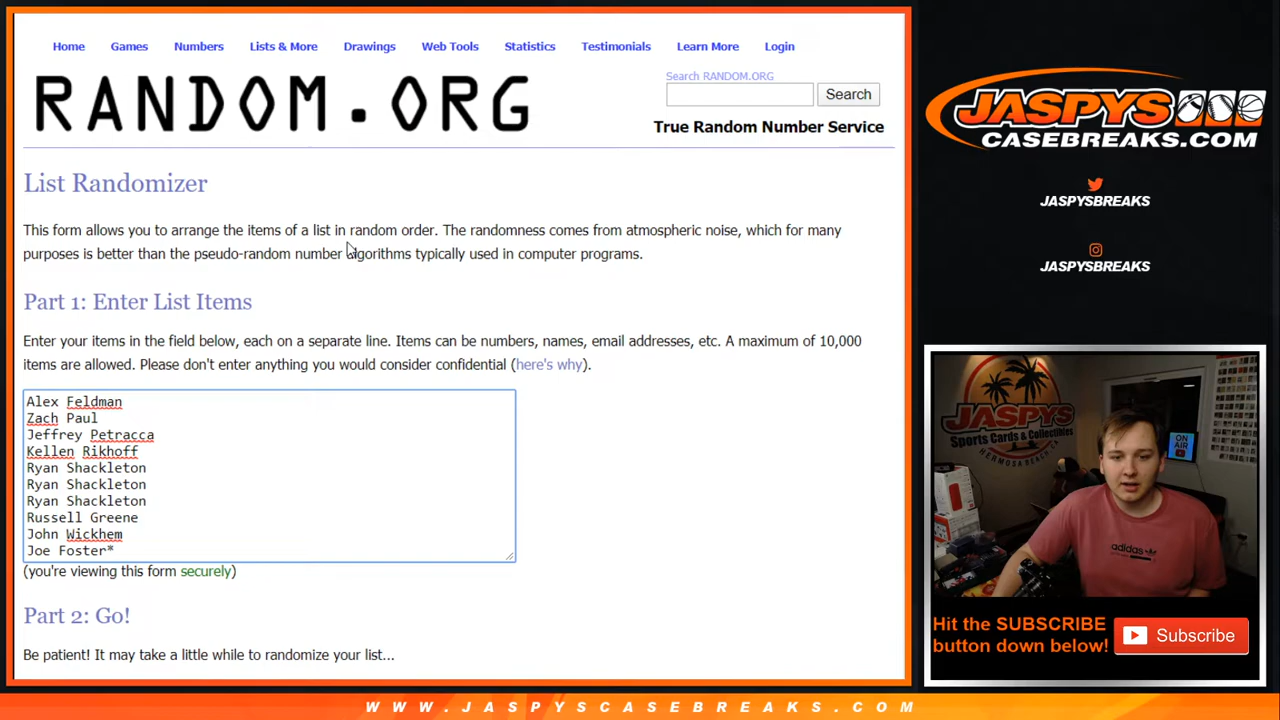 Home Games Numbers Lists & More Drawings Web Tools Statistics Testimonials Learn More Login
RANDOM.ORG
Search RANDOM.ORG
Search
True Random Number Service
List Randomizer
This form allows you to arrange the items of a list in random order. The randomness comes from atmospheric noise, which for many
purposes is better than the pseudo-random number algorithms typically used in computer programs.
Part 1: Enter List Items
Enter your items in the field below, each on a separate line. Items can be numbers, names, email addresses, etc. A maximum of 10,000
items are allowed. Please don't enter anything you would consider confidential (here's why).
Alex Feldman
Zach Paul
Jeffrey Petracca
Kellen Rikhoff
Ryan Shackleton
Ryan Shackleton
Ryan Shackleton
Russell Greene
John Wickhem
Joe Foster*
(you're viewing this form securely)
Part 2: Go!
Be patient! It may take a little while to randomize your list...
JASPYS
CASEBREAKS.COM
JASPYSBREAKS
JASPYSBREAKS
JASPYS
Sports Cards & Collectibles
HERMOSA BEACH, CA
ON AIR
adidas
Hit the SUBSCRIBE
button down below!
Subscribe
WWW.JASPYSCASEBREAKS.COM